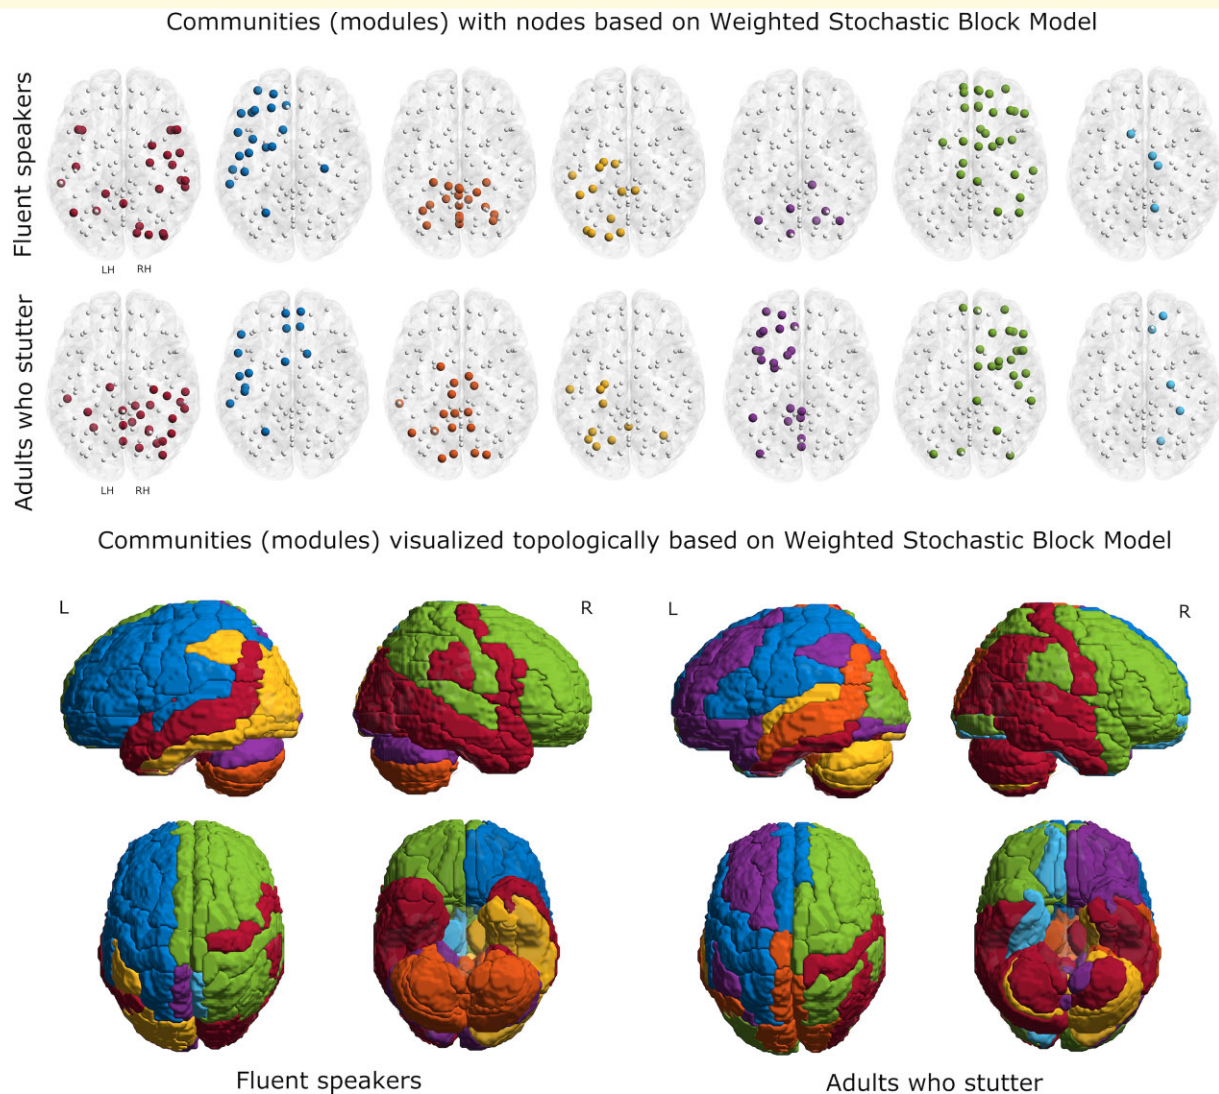 Communities (modules) with nodes based on Weighted Stochastic Block Model
Fluent speakers
LH RH
Adults who stutter
LH RH
Communities (modules) visualized topologically based on Weighted Stochastic Block Model
L R L R
Fluent speakers Adults who stutter